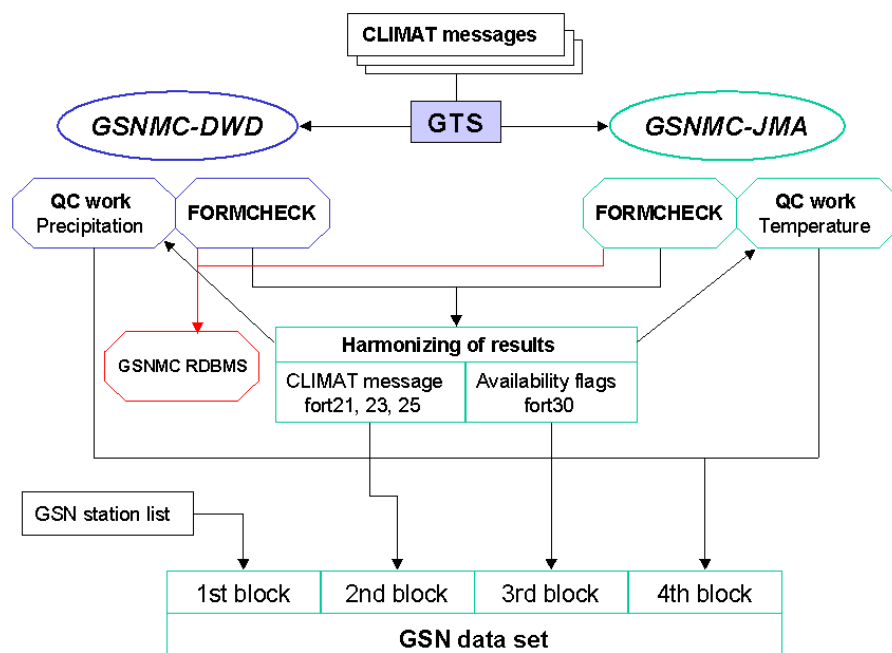 CLIMAT messages
GTS
GSNMC-DWD
GSNMC-JMA
QC work
Precipitation
FORMCHECK
FORMCHECK
QC work
Temperature
GSNMC RDBMS
Harmonizing of results
CLIMAT message
fort21, 23, 25
Availability flags
fort30
GSN station list
1st block
2nd block
3rd block
4th block
GSN data set